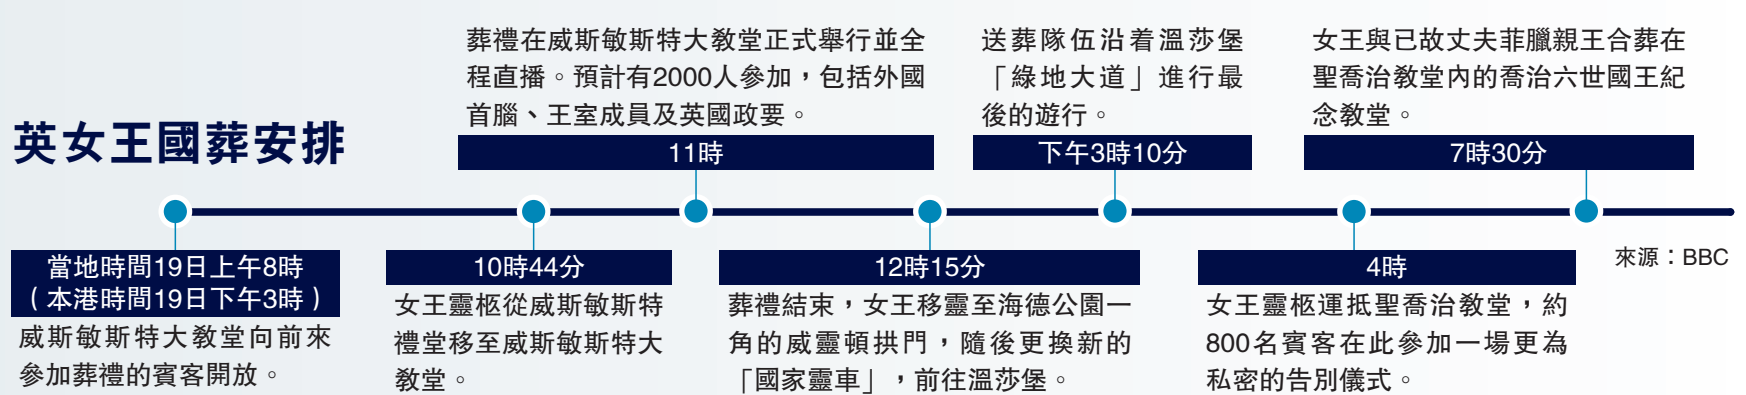 英女王國葬安排
當地時間19日上午8時
（本港時間19日下午3時）
威斯敏斯特大教堂向前來
參加葬禮的賓客開放。
10時44分
女王靈柩從威斯敏斯特
禮堂移至威斯敏斯特大
教堂。
葬禮在威斯敏斯特大教堂正式舉行並全
程直播。預計有2000人參加，包括外國
首腦、王室成員及英國政要。
11時
12時15分
葬禮結束，女王移靈至海德公園一
角的威靈頓拱門，隨後更換新的
「國家靈車」，前往溫莎堡。
送葬隊伍沿着溫莎堡
「綠地大道」進行最
後的遊行。
下午3時10分
4時
女王靈柩運抵聖喬治教堂，約
800名賓客在此參加一場更為
私密的告別儀式。
女王與已故丈夫菲臘親王合葬在
聖喬治教堂內的喬治六世國王紀
念教堂。
7時30分
來源：BBC